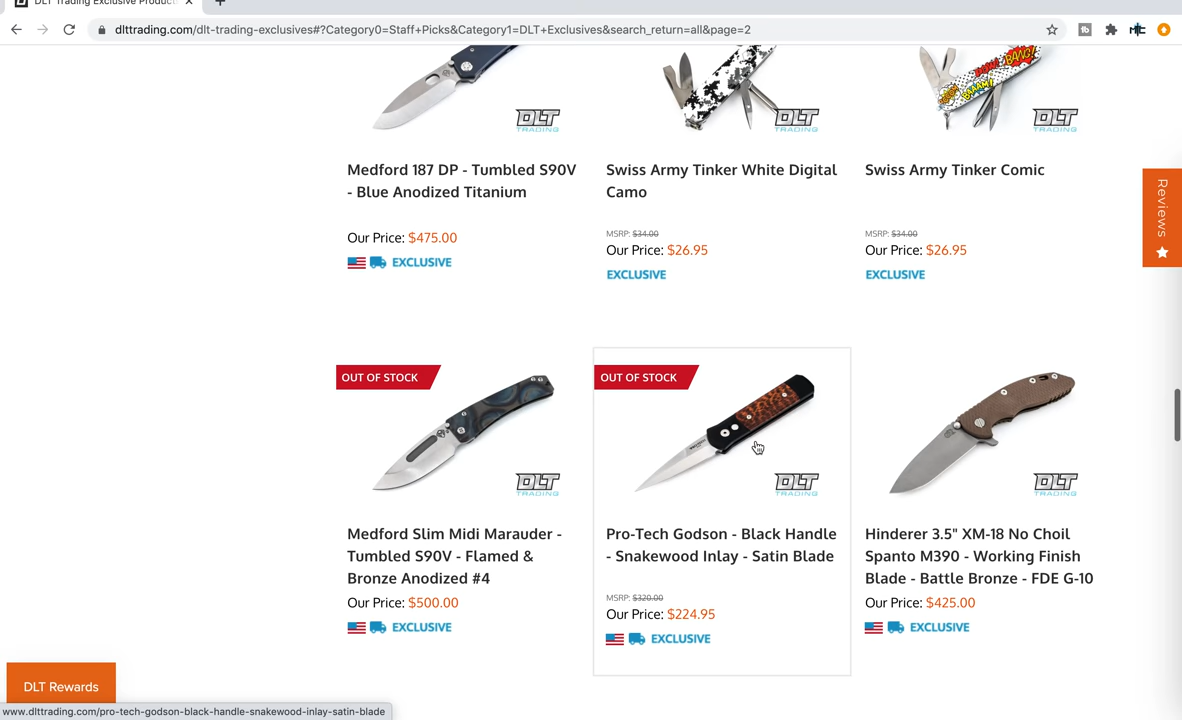 DLT Trading Exclusive Product
dlttrading.com/dlt-trading-exclusives#?Category0=Staff+Picks&Category1=DLT+Exclusives&search_return=all&page=2
BANG!
BAAAM!
DLT
TRADING
DLT
TRADING
DLT
TRADING
Medford 187 DP - Tumbled S90V
- Blue Anodized Titanium
Our Price: $475.00
EXCLUSIVE
Swiss Army Tinker White Digital
Camo
MSRP: $34.00
Our Price: $26.95
EXCLUSIVE
Swiss Army Tinker Comic
MSRP: $34.00
Our Price: $26.95
EXCLUSIVE
Reviews
OUT OF STOCK
DLT
TRADING
Medford Slim Midi Marauder -
Tumbled S90V - Flamed &
Bronze Anodized #4
Our Price: $500.00
EXCLUSIVE
OUT OF STOCK
DLT
TRADING
Pro-Tech Godson - Black Handle
- Snakewood Inlay - Satin Blade
MSRP: $320.00
Our Price: $224.95
EXCLUSIVE
DLT
TRADING
Hinderer 3.5" XM-18 No Choil
Spanto M390 - Working Finish
Blade - Battle Bronze - FDE G-10
Our Price: $425.00
EXCLUSIVE
DLT Rewards
www.dlttrading.com/pro-tech-godson-black-handle-snakewood-inlay-satin-blade